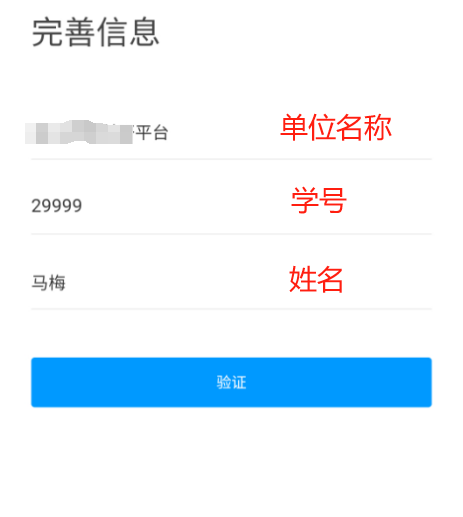 完善信息
平台 单位名称
29999 学号
马梅 姓名
验证